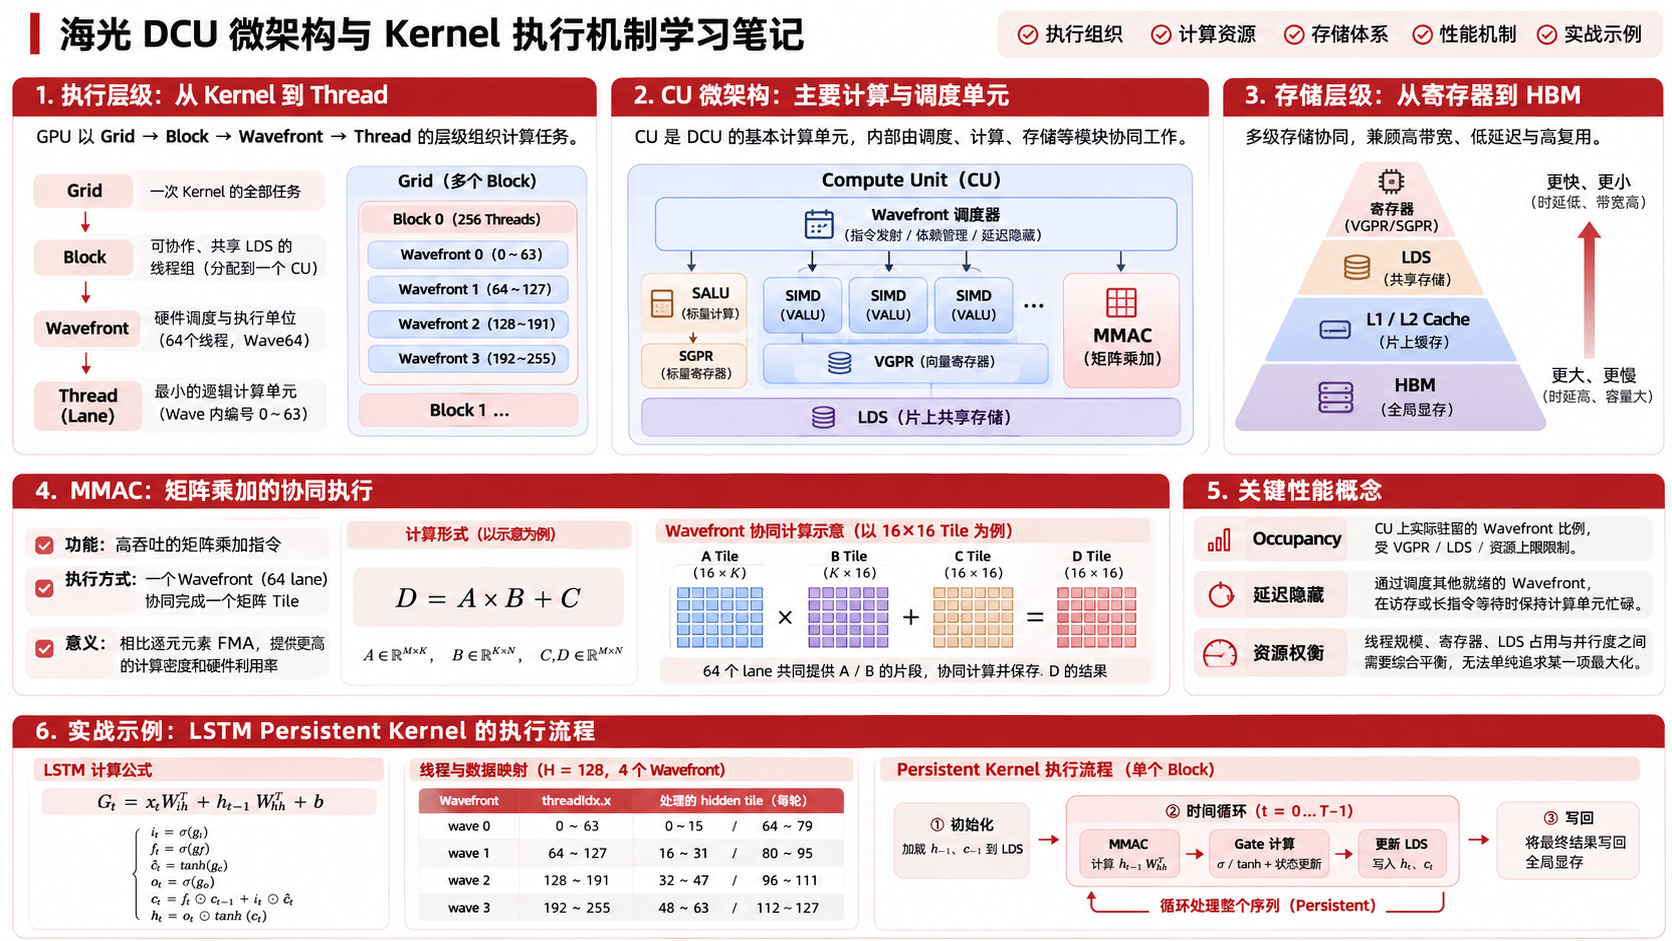 海光 DCU 微架构与 Kernel 执行机制学习笔记
执行组织
计算资源
存储体系
性能机制
实战示例
1. 执行层级：从 Kernel 到 Thread
GPU 以 Grid → Block → Wavefront → Thread 的层级组织计算任务。
Grid
一次 Kernel 的全部任务
Block
可协作、共享 LDS 的
线程组（分配到一个 CU）
Wavefront
硬件调度与执行单位
（64个线程，Wave64）
Thread
(Lane)
最小的逻辑计算单元
（Wave 内编号 0～63）
Grid（多个 Block）
Block 0（256 Threads）
Wavefront 0（0～63）
Wavefront 1（64～127）
Wavefront 2（128～191）
Wavefront 3（192～255）
Block 1 ...
2. CU 微架构：主要计算与调度单元
CU 是 DCU 的基本计算单元，内部由调度、计算、存储等模块协同工作。
Compute Unit（CU）
Wavefront 调度器
（指令发射 / 依赖管理 / 延迟隐藏）
SALU
（标量计算）
SGPR
（标量寄存器）
SIMD
（VALU）
SIMD
（VALU）
SIMD
（VALU）
...
VGPR（向量寄存器）
MMAC
（矩阵乘加）
LDS（片上共享存储）
3. 存储层级：从寄存器到 HBM
多级存储协同，兼顾高带宽、低延迟与高复用。
寄存器
（VGPR/SGPR）
LDS
（共享存储）
L1 / L2 Cache
（片上缓存）
HBM
（全局显存）
更快、更小
（时延低、带宽高）
更大、更慢
（时延高、容量大）
4. MMAC：矩阵乘加的协同执行
功能：高吞吐的矩阵乘加指令
执行方式：一个Wavefront（64 lane）
协同完成一个矩阵 Tile
意义：相比逐元元素 FMA，提供更高
的计算密度和硬件利用率
计算形式（以示意为例）
D = A × B + C
A ∈ ℝ^{M×K}, B ∈ ℝ^{K×N}, C,D ∈ ℝ^{M×N}
Wavefront 协同计算示意（以 16×16 Tile 为例）
A Tile
（16 × K）
B Tile
（K × 16）
C Tile
（16 × 16）
D Tile
（16 × 16）
× + =
64 个 lane 共同提供 A / B 的片段，协同计算并保存. D 的结果
5. 关键性能概念
Occupancy
CU 上实际驻留的 Wavefront 比例，
受 VGPR / LDS / 资源上限限制。
延迟隐藏
通过调度其他就绪的 Wavefront，
在访存或长指令等待时保持计算单元忙碌。
资源权衡
线程规模、寄存器、LDS 占用与并行度之间
需要综合平衡，无法单纯追求某一项最大化。
6. 实战示例：LSTM Persistent Kernel 的执行流程
LSTM 计算公式
G_t = x_t W_{ih}^T + h_{t−1} W_{hh}^T + b
i_t = σ(g_i)
f_t = σ(g_f)
ĉ_t = tanh(g_c)
o_t = σ(g_o)
c_t = f_t ⊙ c_{t−1} + i_t ⊙ ĉ_t
h_t = o_t ⊙ tanh (c_t)
线程与数据映射（H = 128，4 个 Wavefront）
Wavefront threadIdx.x 处理的 hidden tile（每轮）
wave 0 0 ~ 63 0 ~ 15 / 64 ~ 79
wave 1 64 ~ 127 16 ~ 31 / 80 ~ 95
wave 2 128 ~ 191 32 ~ 47 / 96 ~ 111
wave 3 192 ~ 255 48 ~ 63 / 112 ~ 127
Persistent Kernel 执行流程（单个 Block）
① 初始化
加载 h_{−1}、c_{−1} 到 LDS
② 时间循环（t = 0...T−1）
MMAC
计算 h_{t−1} W_{hh}^T
Gate 计算
σ / tanh + 状态更新
更新 LDS
写入 h_t、c_t
循环处理整个序列（Persistent）
③ 写回
将最终结果写回
全局显存